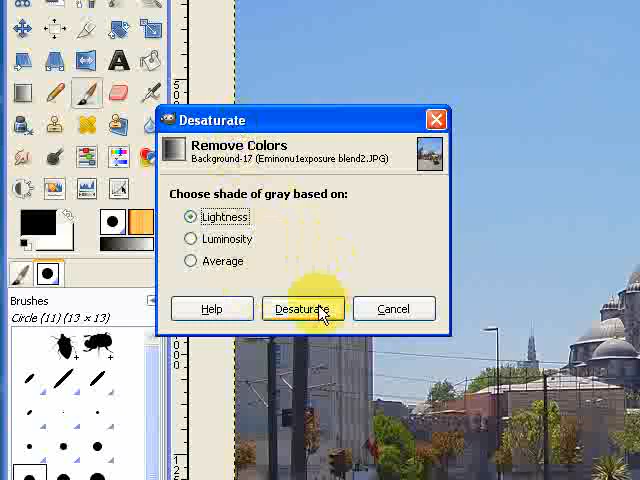 Desaturate
Remove Colors
Background-17 (Eminonu1exposure blend2.JPG)
Choose shade of gray based on:
Lightness
Luminosity
Average
Help
Desaturate
Cancel
Brushes
Circle (11) (13 × 13)
5
0
0
0
1
2